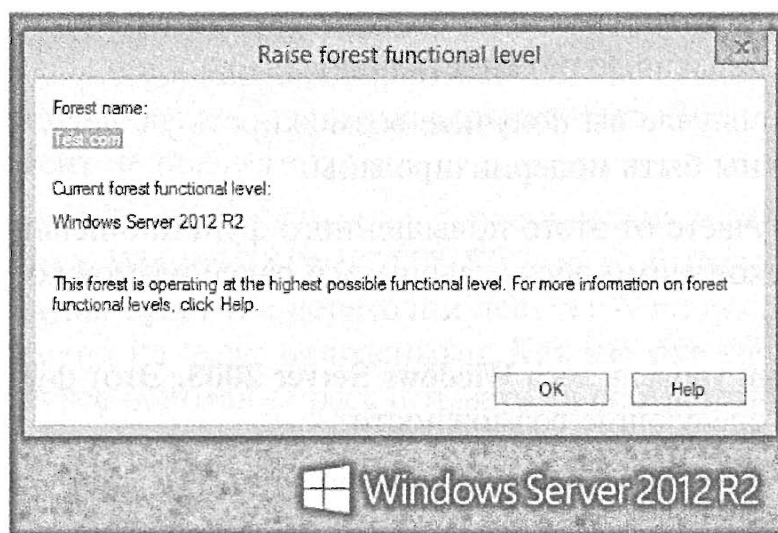 Raise forest functional level
Forest name:
Test.com
Current forest functional level:
Windows Server 2012 R2
This forest is operating at the highest possible functional level. For more information on forest
functional levels, click Help.
OK
Help
Windows Server 2012 R2